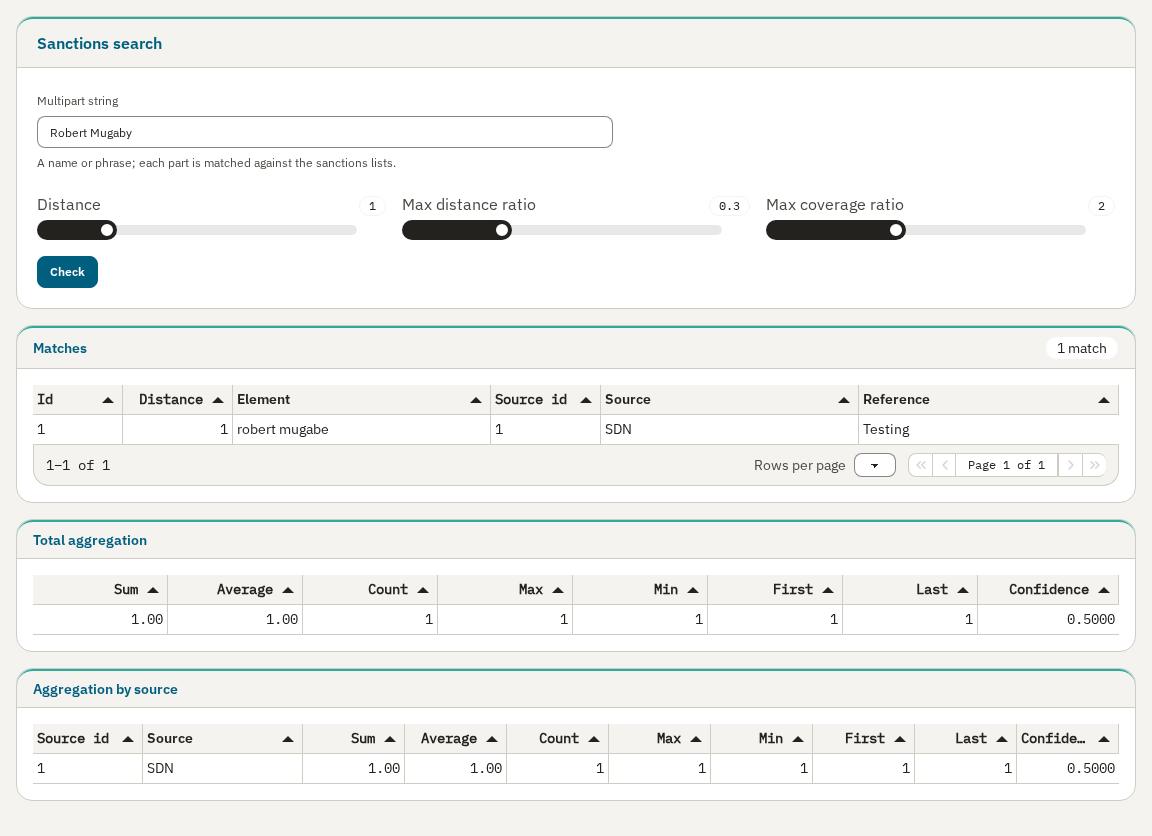 Sanctions search
Multipart string
Robert Mugaby
A name or phrase; each part is matched against the sanctions lists.
Distance 1 Max distance ratio 0.3 Max coverage ratio 2
Check
Matches 1 match
Id Distance Element Source id Source Reference
1 1 robert mugabe 1 SDN Testing
1–1 of 1 Rows per page Page 1 of 1
Total aggregation
Sum Average Count Max Min First Last Confidence
1.00 1.00 1 1 1 1 1 0.5000
Aggregation by source
Source id Source Sum Average Count Max Min First Last Confide…
1 SDN 1.00 1.00 1 1 1 1 1 0.5000